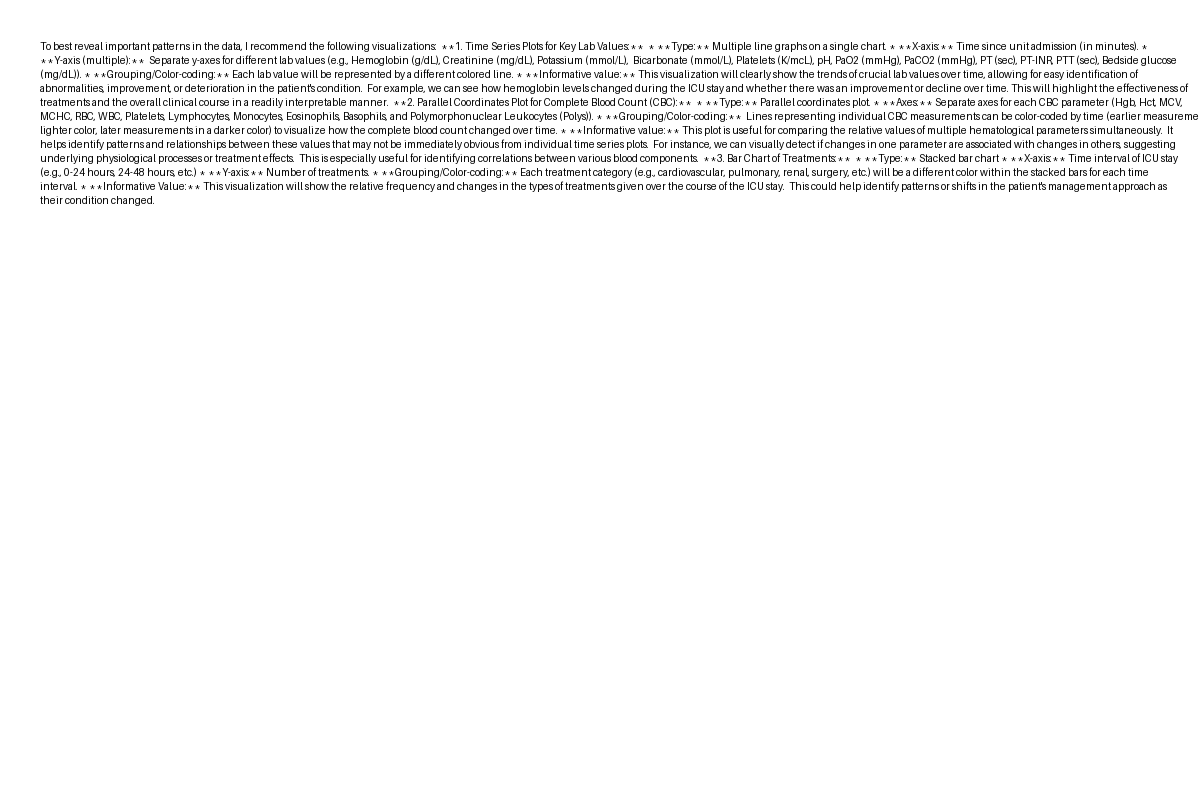 To best reveal important patterns in the data, I recommend the following visualizations:  **1. Time Series Plots for Key Lab Values:**  * **Type:** Multiple line graphs on a single chart. * **X-axis:** Time since unit admission (in minutes). *
**Y-axis (multiple):**  Separate y-axes for different lab values (e.g., Hemoglobin (g/dL), Creatinine (mg/dL), Potassium (mmol/L),  Bicarbonate (mmol/L), Platelets (K/mcL), pH, PaO2 (mmHg), PaCO2 (mmHg), PT (sec), PT-INR, PTT (sec), Bedside glucose
(mg/dL)). * **Grouping/Color-coding:** Each lab value will be represented by a different colored line. * **Informative value:** This visualization will clearly show the trends of crucial lab values over time, allowing for easy identification of
abnormalities, improvement, or deterioration in the patient's condition.  For example, we can see how hemoglobin levels changed during the ICU stay and whether there was an improvement or decline over time. This will highlight the effectiveness of
treatments and the overall clinical course in a readily interpretable manner.  **2. Parallel Coordinates Plot for Complete Blood Count (CBC):**  * **Type:** Parallel coordinates plot. * **Axes:** Separate axes for each CBC parameter (Hgb, Hct, MCV,
MCHC, RBC, WBC, Platelets, Lymphocytes, Monocytes, Eosinophils, Basophils, and Polymorphonuclear Leukocytes (Polys)). * **Grouping/Color-coding:**  Lines representing individual CBC measurements can be color-coded by time (earlier measureme
lighter color, later measurements in a darker color) to visualize how the complete blood count changed over time. * **Informative value:** This plot is useful for comparing the relative values of multiple hematological parameters simultaneously.  It
helps identify patterns and relationships between these values that may not be immediately obvious from individual time series plots.  For instance, we can visually detect if changes in one parameter are associated with changes in others, suggesting
underlying physiological processes or treatment effects.  This is especially useful for identifying correlations between various blood components.  **3. Bar Chart of Treatments:**  * **Type:** Stacked bar chart * **X-axis:** Time interval of ICU stay
(e.g., 0-24 hours, 24-48 hours, etc.) * **Y-axis:** Number of treatments. * **Grouping/Color-coding:** Each treatment category (e.g., cardiovascular, pulmonary, renal, surgery, etc.) will be a different color within the stacked bars for each time
interval. * **Informative Value:** This visualization will show the relative frequency and changes in the types of treatments given over the course of the ICU stay.  This could help identify patterns or shifts in the patient's management approach as
their condition changed.